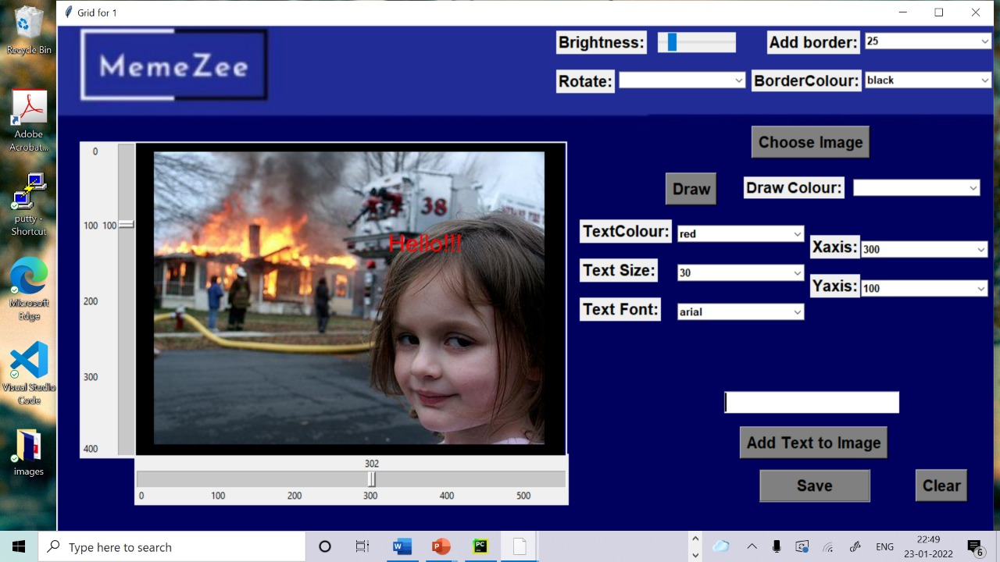 Grid for 1
Recycle Bin
Adobe
Acrobat...
putty -
Shortcut
Microsoft
Edge
Visual Studio
Code
images
MemeZee
Brightness:
Add border:
25
Rotate:
BorderColour:
black
Choose Image
Draw
Draw Colour:
TextColour:
red
Xaxis:
300
Text Size:
30
Yaxis:
100
Text Font:
arial
Add Text to Image
Save
Clear
0
100 100
200
300
400
38
Hello!!!
302
0 100 200 300 400 500
Type here to search
W
P
PC
ENG
22:49
23-01-2022
6